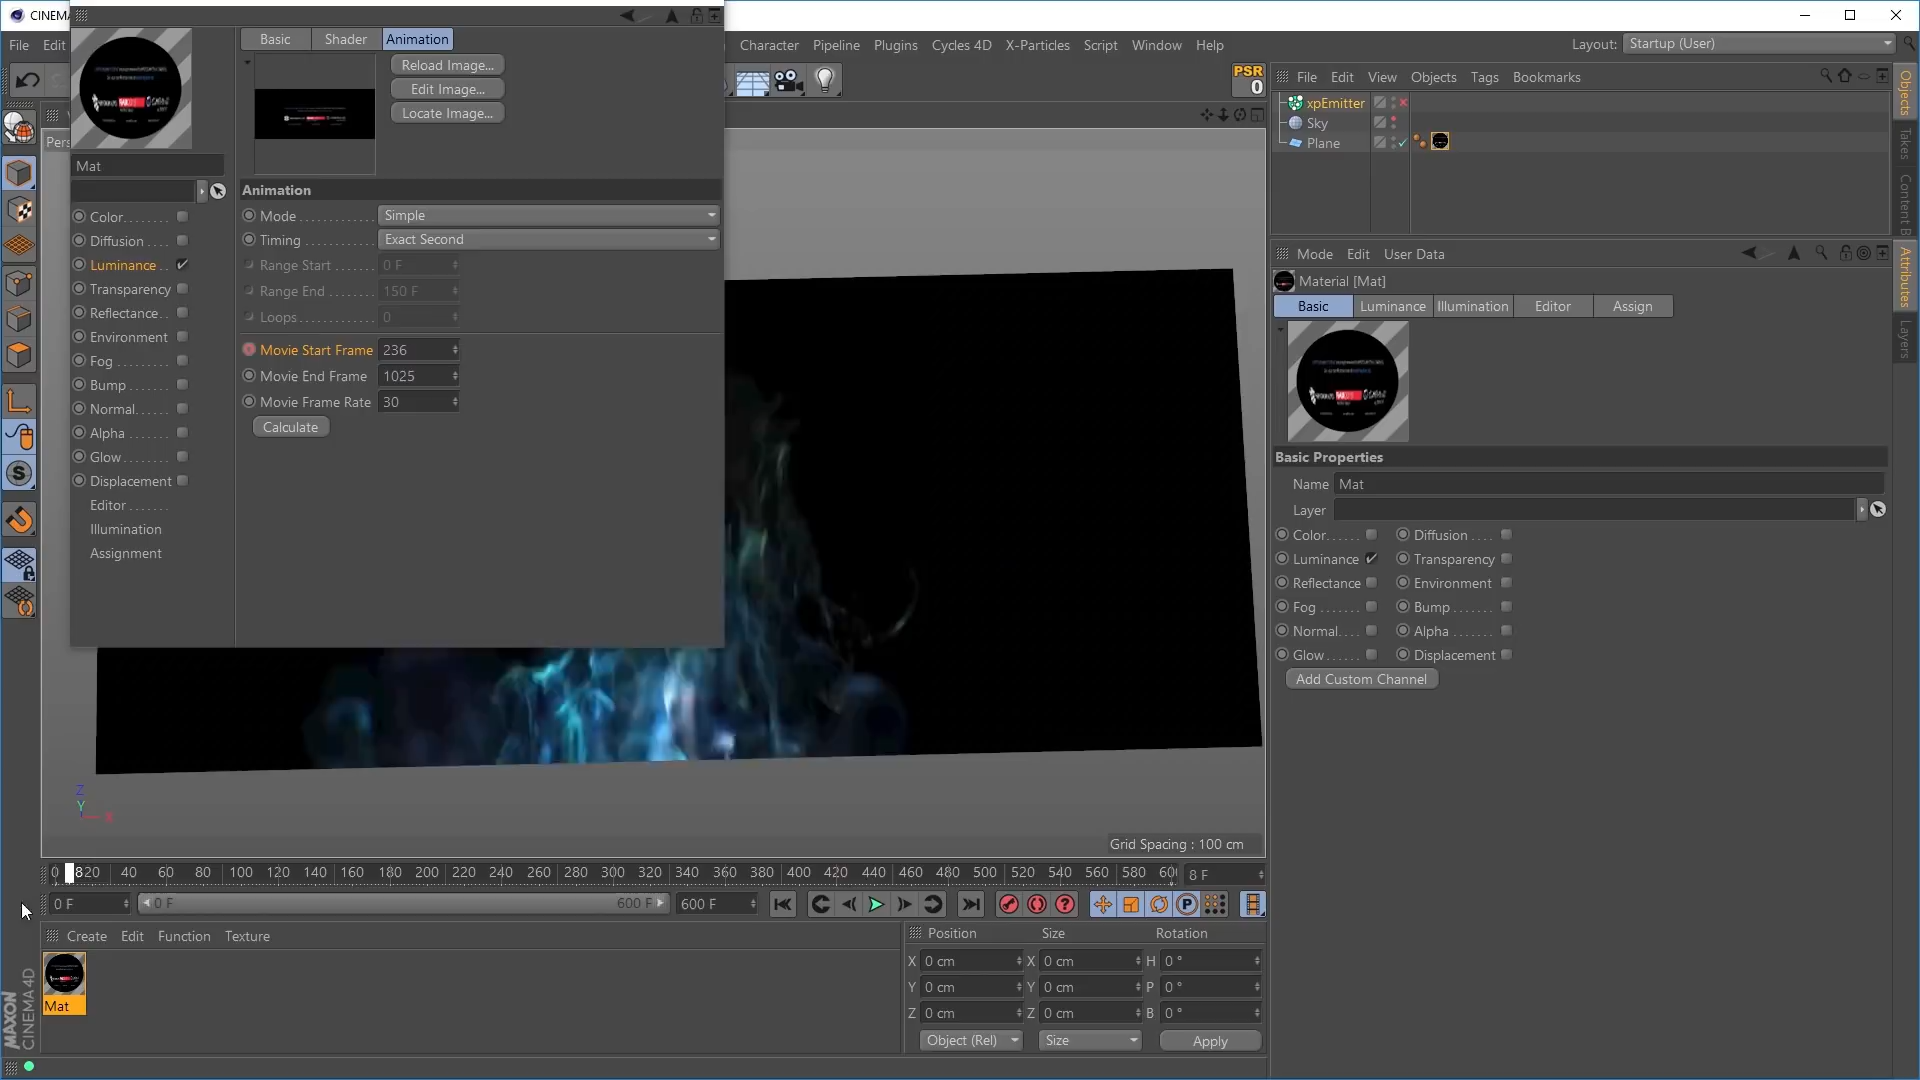 CINEMA
File Edit
Character Pipeline Plugins Cycles 4D X-Particles Script Window Help
Layout: Startup (User)
Basic Shader Animation
Reload Image...
Edit Image...
Locate Image...
PSR
0
File Edit View Objects Tags Bookmarks
xpEmitter
Sky
Plane
Objects
Takes
Content B
Attributes
Layers
Pers
Mat
Color
Diffusion
Luminance
Transparency
Reflectance
Environment
Fog
Bump
Normal
Alpha
Glow
Displacement
Editor
Illumination
Assignment
Animation
Mode Simple
Timing Exact Second
Range Start 0 F
Range End 150 F
Loops 0
Movie Start Frame 236
Movie End Frame 1025
Movie Frame Rate 30
Calculate
Mode Edit User Data
Material [Mat]
Basic Luminance Illumination Editor Assign
Basic Properties
Name Mat
Layer
Color Diffusion
Luminance Transparency
Reflectance Environment
Fog Bump
Normal Alpha
Glow Displacement
Add Custom Channel
Z
Y
X
Grid Spacing : 100 cm
0 820 40 60 80 100 120 140 160 180 200 220 240 260 280 300 320 340 360 380 400 420 440 460 480 500 520 540 560 580 60 8 F
0 F 0 F 600 F 600 F
Create Edit Function Texture
Mat
Position Size Rotation
X 0 cm X 0 cm H 0 °
Y 0 cm Y 0 cm P 0 °
Z 0 cm Z 0 cm B 0 °
Object (Rel) Size Apply
MAXON
CINEMA 4D